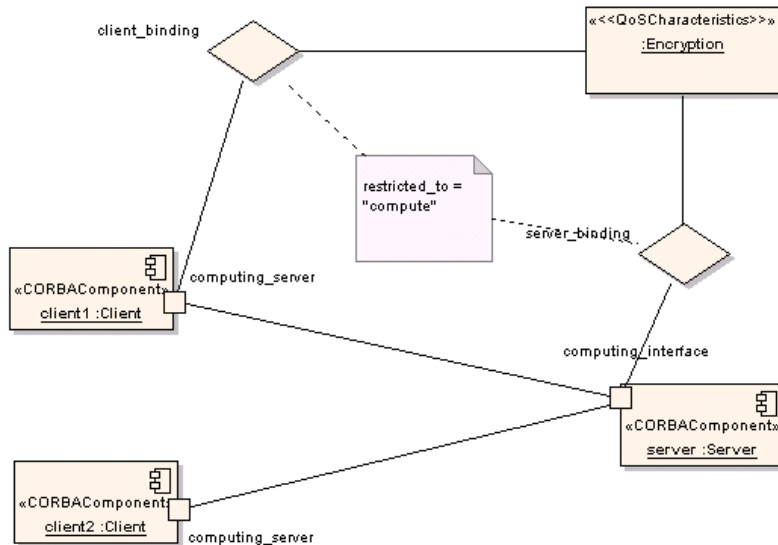 client_binding
«<<QoSCharacteristics>>»
:Encryption
restricted_to =
"compute"
server_binding
computing_server
«CORBAComponent»
client1 :Client
computing_interface
«CORBAComponent»
server :Server
«CORBAComponent»
client2 :Client
computing_server